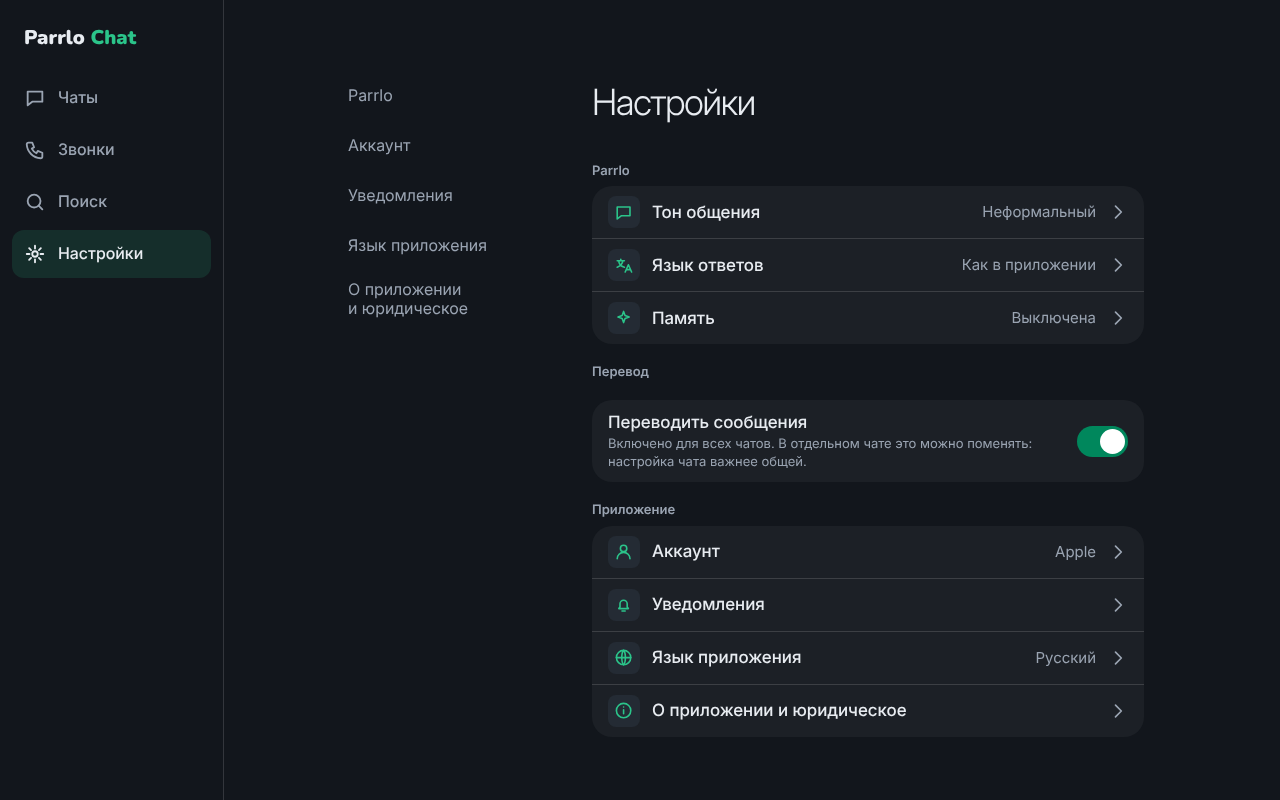 Parrlo Chat
Чаты
Звонки
Поиск
Настройки
Parrlo
Аккаунт
Уведомления
Язык приложения
О приложении
и юридическое
Настройки
Parrlo
Тон общения Неформальный
Язык ответов Как в приложении
Память Выключена
Перевод
Переводить сообщения
Включено для всех чатов. В отдельном чате это можно поменять:
настройка чата важнее общей.
Приложение
Аккаунт Apple
Уведомления
Язык приложения Русский
О приложении и юридическое